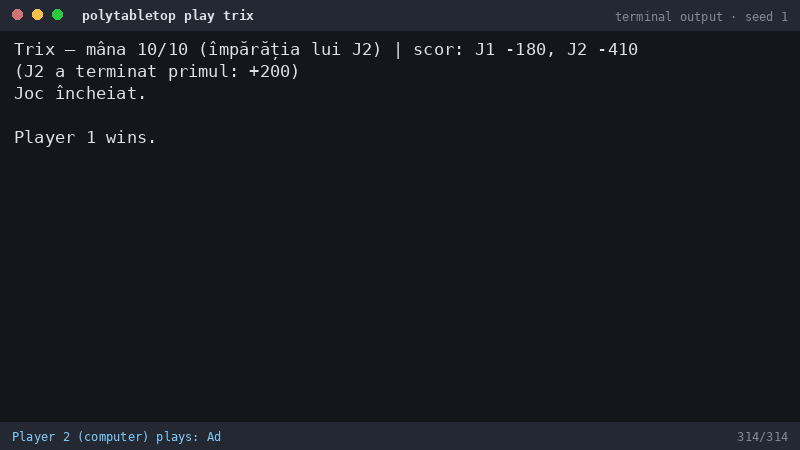 polytabletop play trix
terminal output · seed 1
Trix — mâna 10/10 (împărăția lui J2) | scor: J1 -180, J2 -410
(J2 a terminat primul: +200)
Joc încheiat.
Player 1 wins.
Player 2 (computer) plays: Ad
314/314